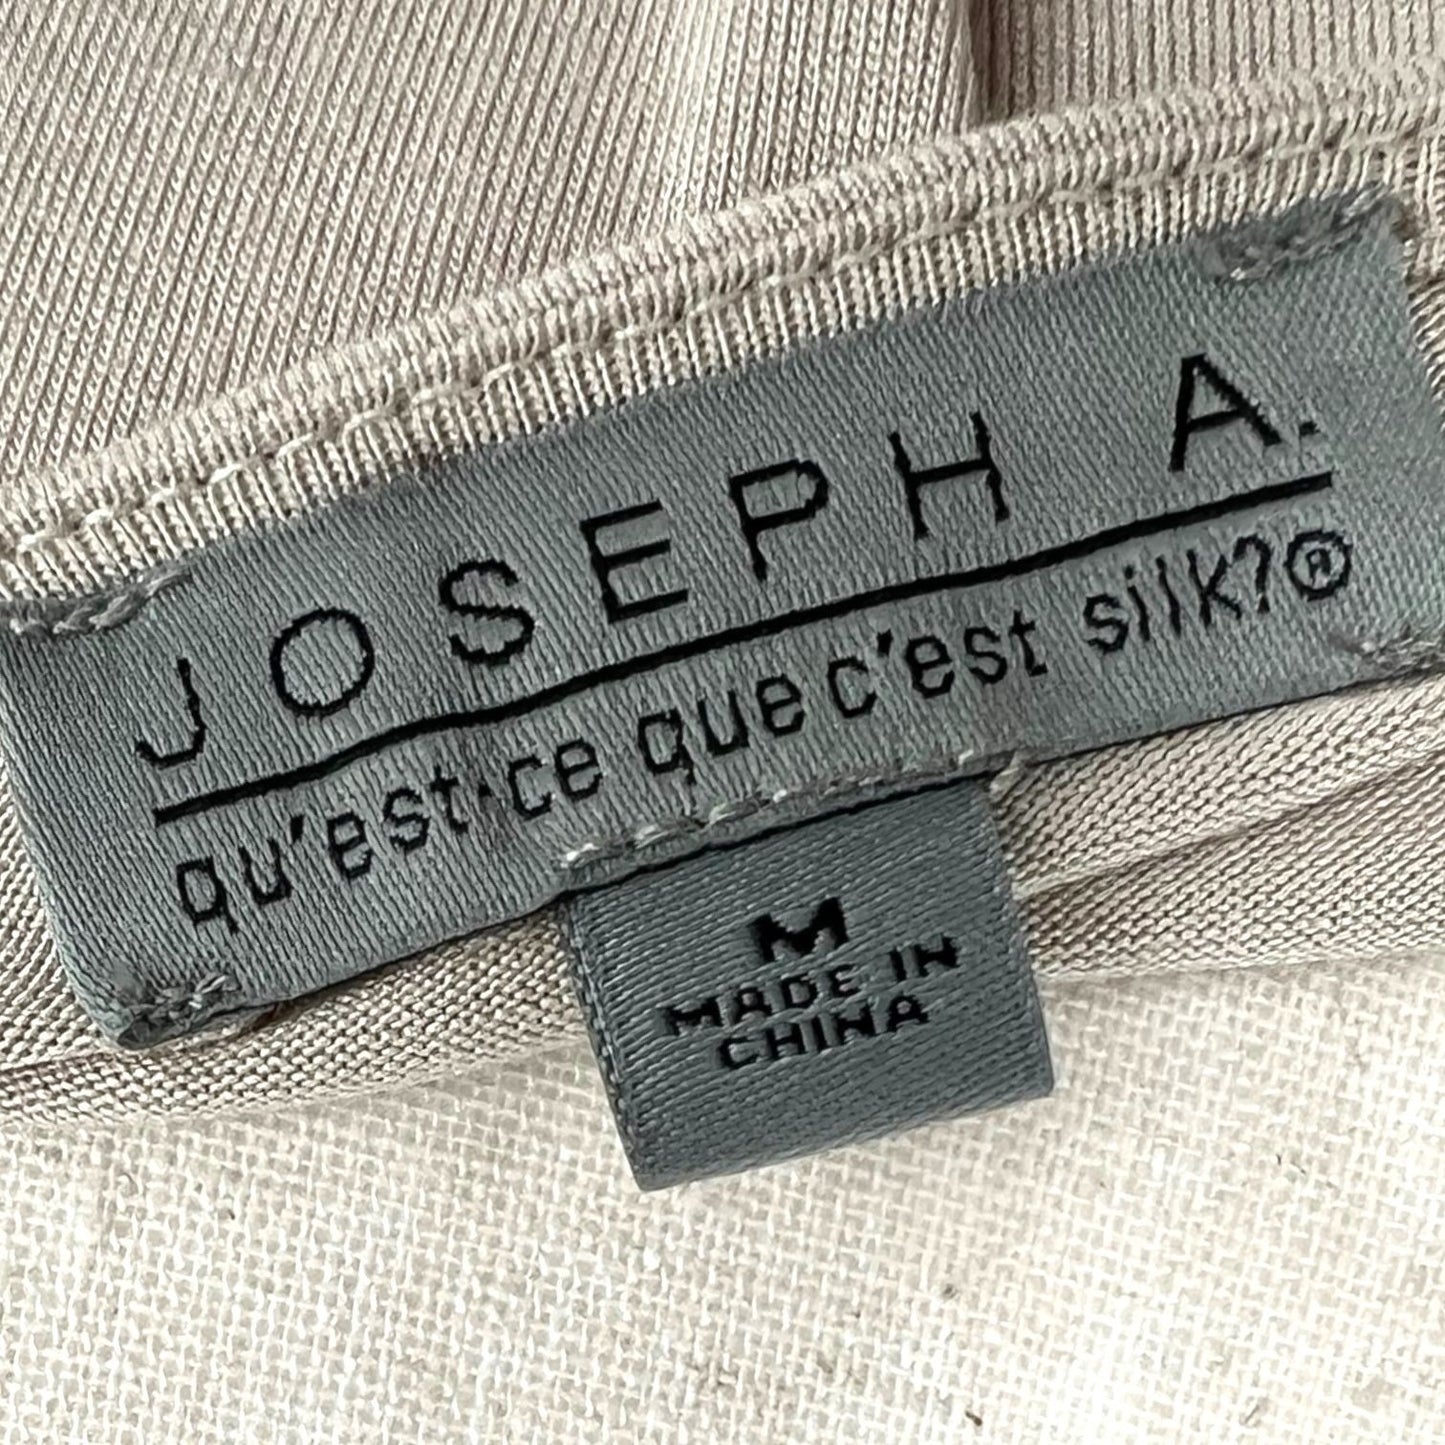 JOSEPH A.
qu'est·ce que c'est silk?®
M
MADE IN
CHINA